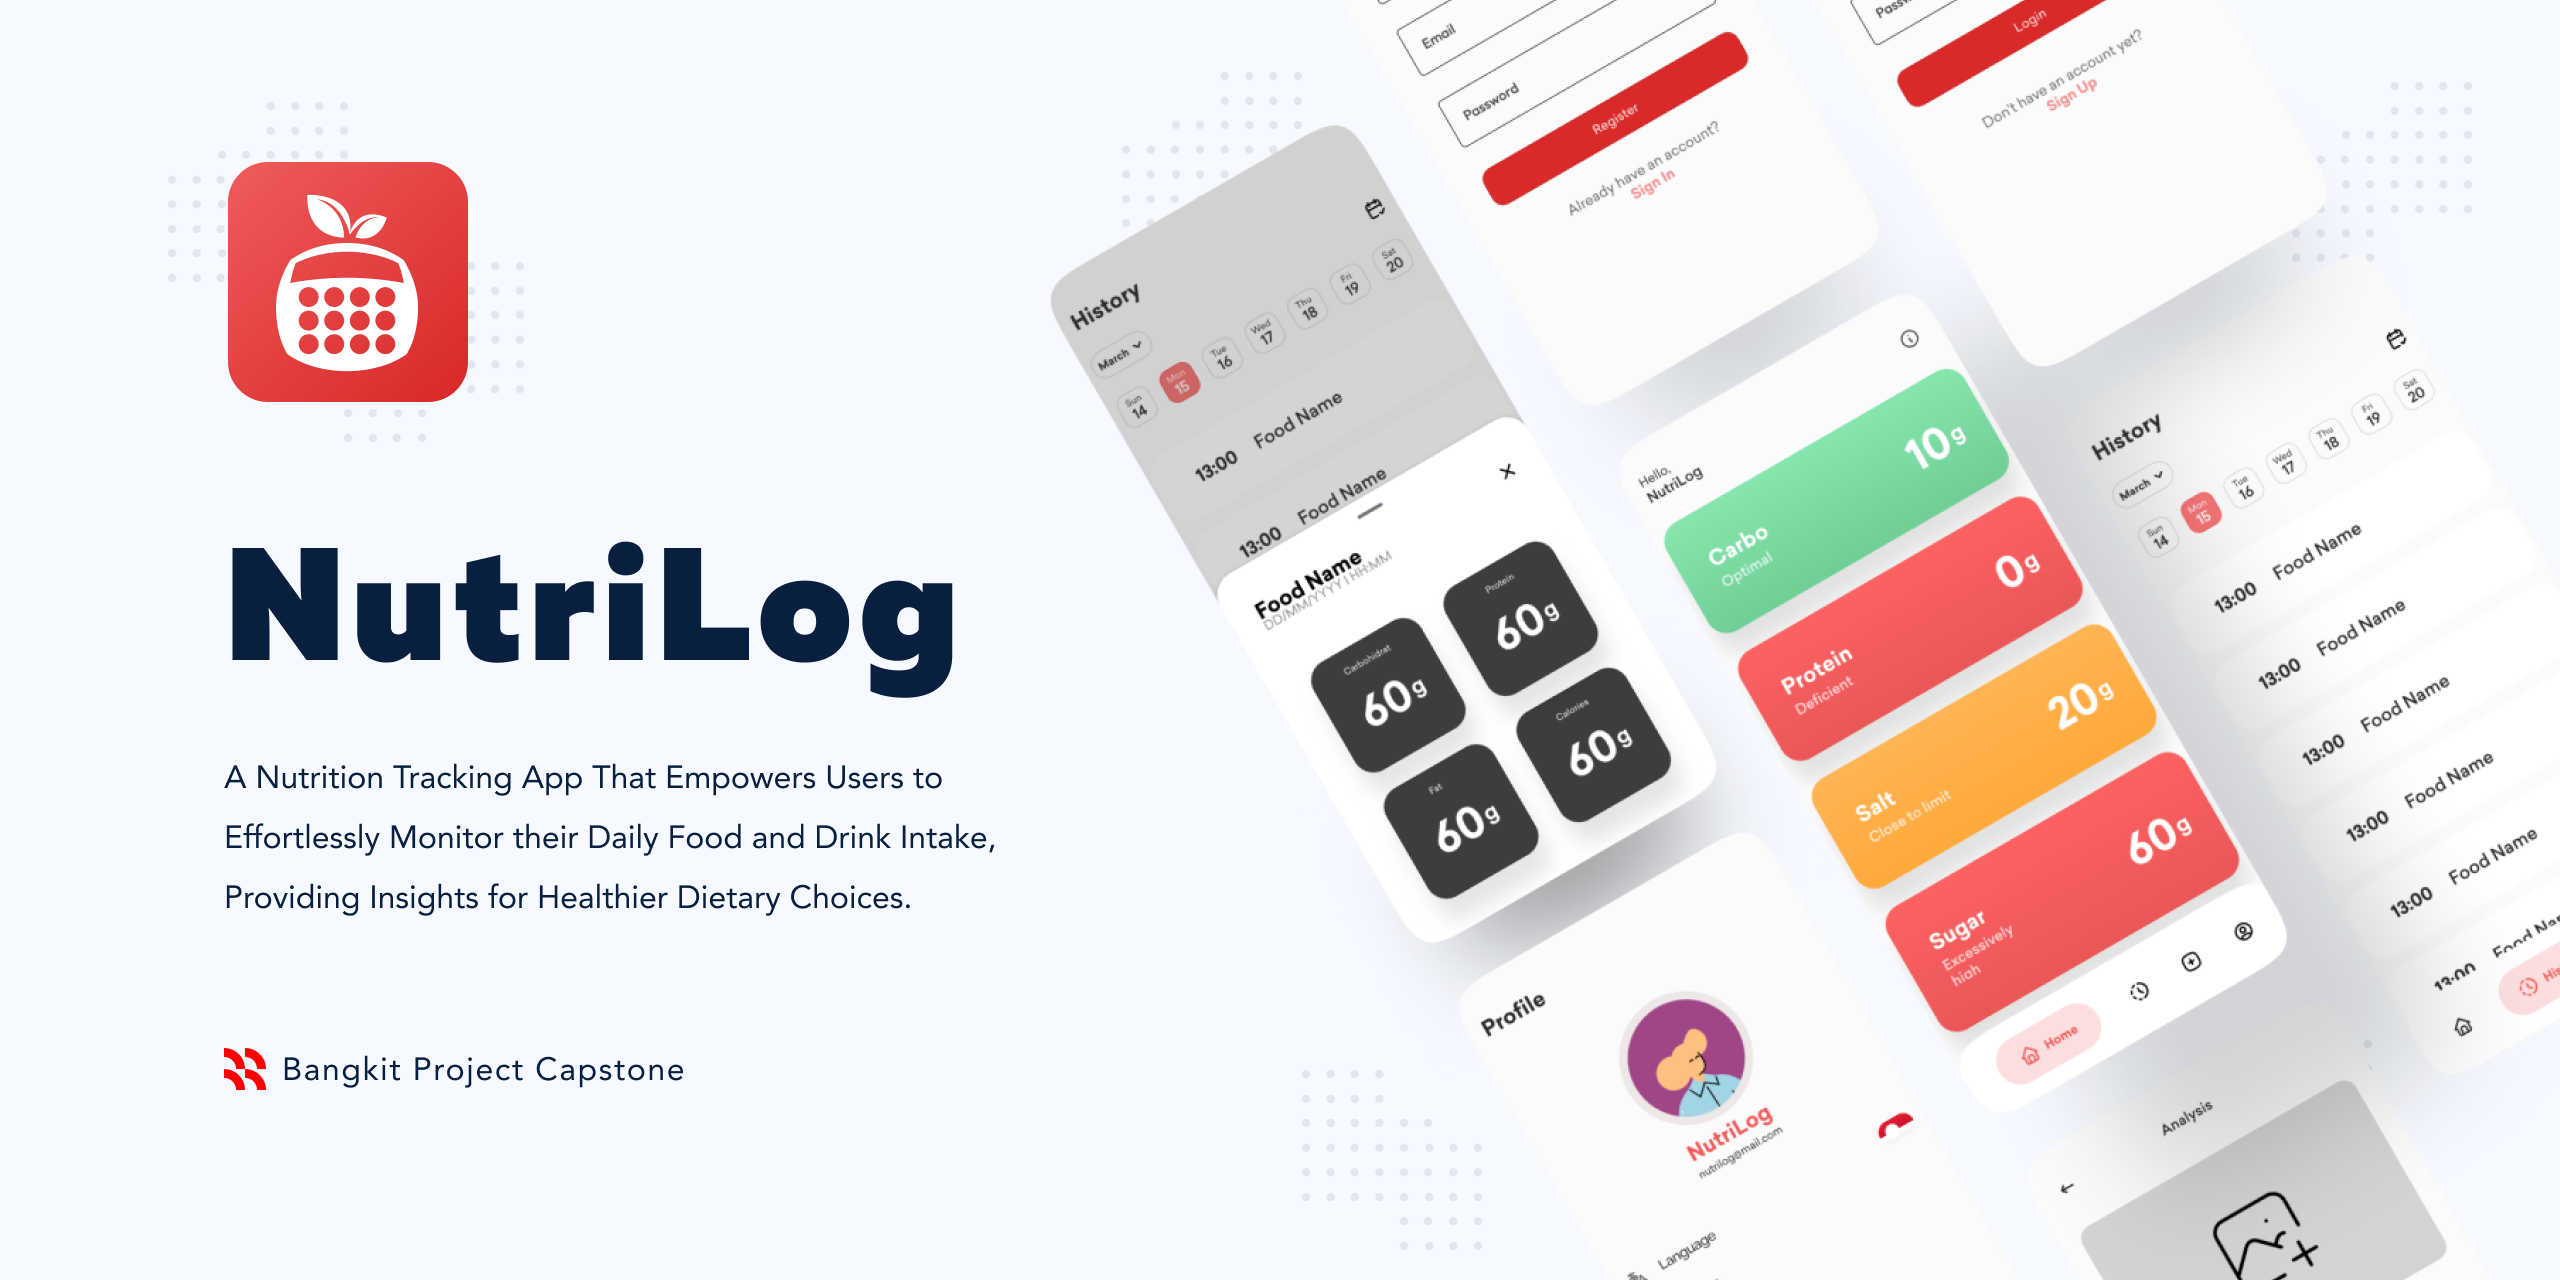 NutriLog
A Nutrition Tracking App That Empowers Users to
Effortlessly Monitor their Daily Food and Drink Intake,
Providing Insights for Healthier Dietary Choices.
Bangkit Project Capstone
History
March
Sun 14
Mon 15
Tue 16
Wed 17
Thu 18
Fri 19
Sat 20
13:00 Food Name
13:00 Food Name
Food Name
DD/MM/YYYY | HH:MM
Carbohidrat
60g
Protein
60g
Fat
60g
Calories
60g
Email
Password
Register
Already have an account?
Sign In
Login
Don't have an account yet?
Sign Up
Hello,
NutriLog
Carbo
Optimal
10g
Protein
Deficient
0g
Salt
Close to limit
20g
Sugar
Excessively
high
60g
Home
History
March
Sun 14
Mon 15
Tue 16
Wed 17
Thu 18
Fri 19
Sat 20
13:00 Food Name
13:00 Food Name
13:00 Food Name
13:00 Food Name
13:00 Food Name
13:00
Profile
NutriLog
nutrilog@mail.com
Language
Analysis